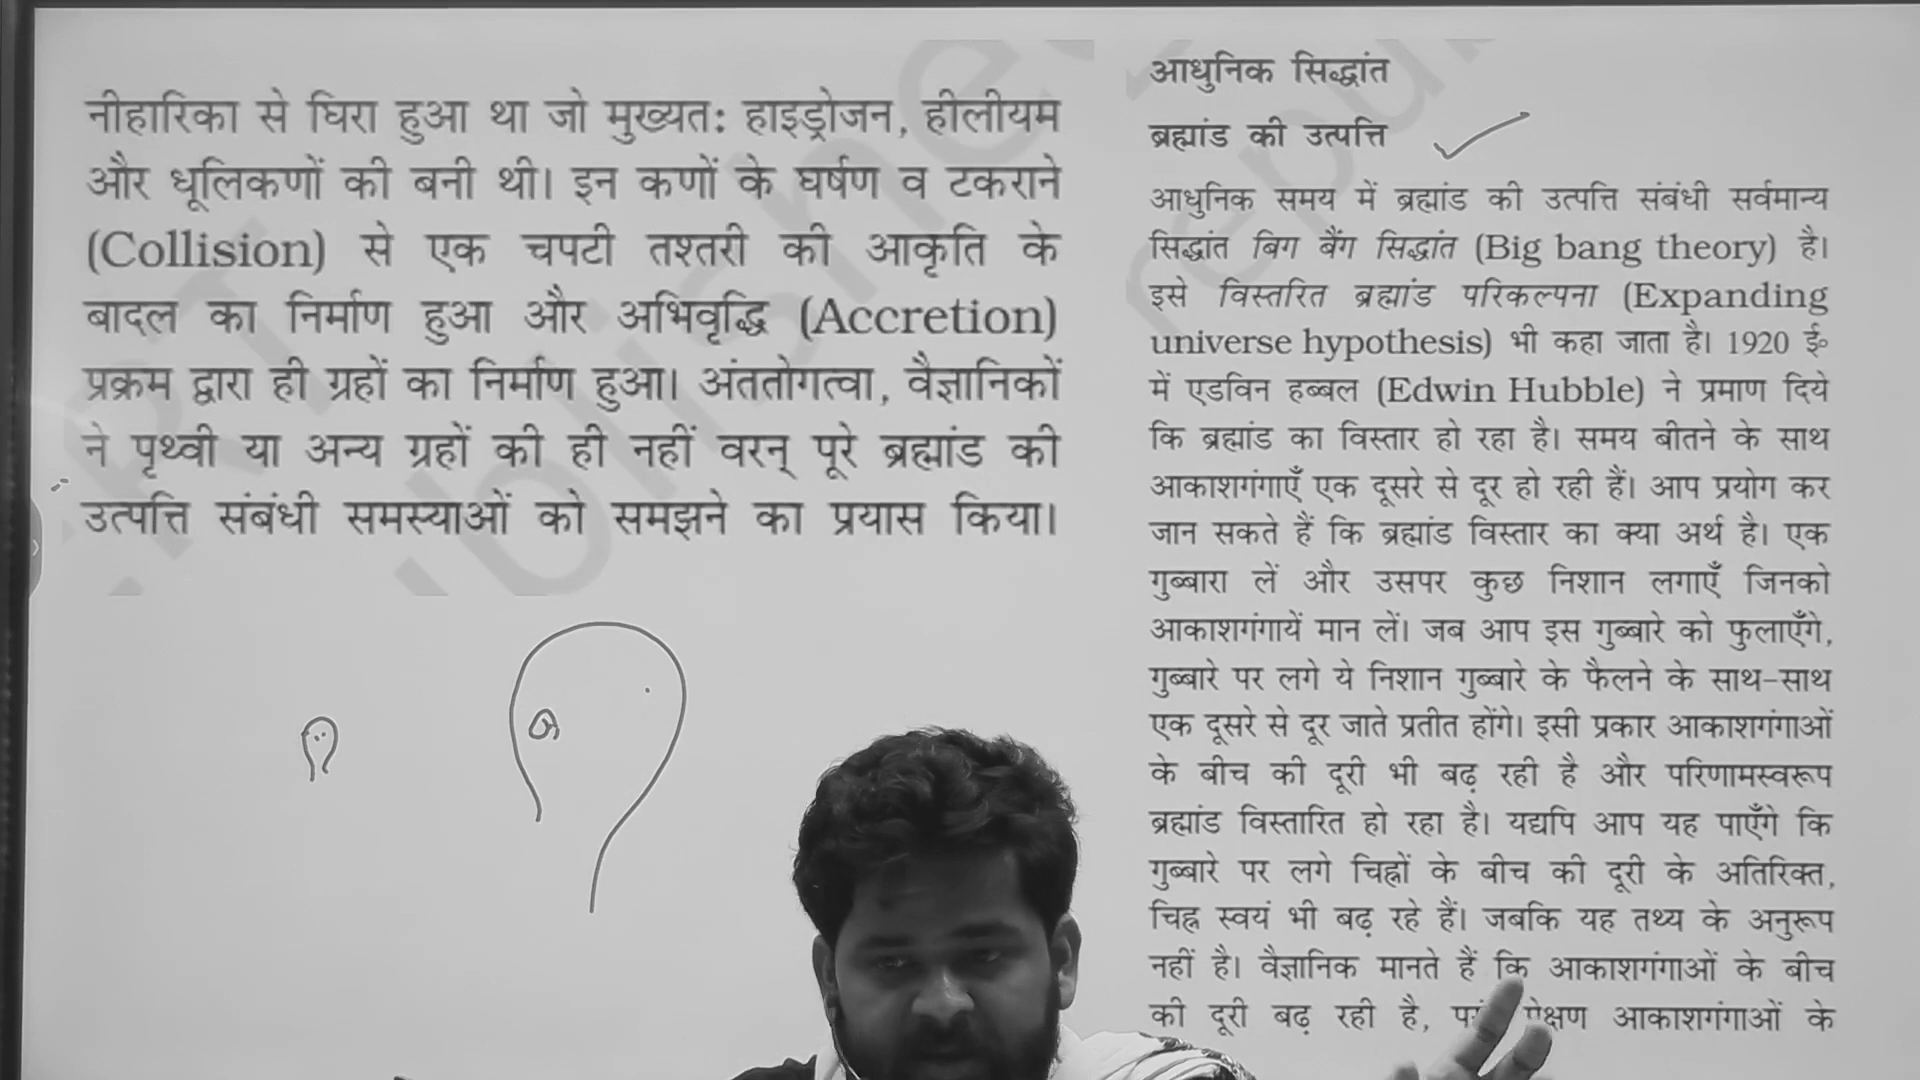 नीहारिका से घिरा हुआ था जो मुख्यतः हाइड्रोजन, हीलीयम
और धूलिकणों की बनी थी। इन कणों के घर्षण व टकराने
(Collision) से एक चपटी तश्तरी की आकृति के
बादल का निर्माण हुआ और अभिवृद्धि (Accretion)
प्रक्रम द्वारा ही ग्रहों का निर्माण हुआ। अंततोगत्वा, वैज्ञानिकों
ने पृथ्वी या अन्य ग्रहों की ही नहीं वरन् पूरे ब्रह्मांड की
उत्पत्ति संबंधी समस्याओं को समझने का प्रयास किया।
आधुनिक सिद्धांत
ब्रह्मांड की उत्पत्ति
आधुनिक समय में ब्रह्मांड की उत्पत्ति संबंधी सर्वमान्य
सिद्धांत बिग बैंग सिद्धांत (Big bang theory) है।
इसे विस्तरित ब्रह्मांड परिकल्पना (Expanding
universe hypothesis) भी कहा जाता है। 1920 ई॰
में एडविन हब्बल (Edwin Hubble) ने प्रमाण दिये
कि ब्रह्मांड का विस्तार हो रहा है। समय बीतने के साथ
आकाशगंगाएँ एक दूसरे से दूर हो रही हैं। आप प्रयोग कर
जान सकते हैं कि ब्रह्मांड विस्तार का क्या अर्थ है। एक
गुब्बारा लें और उसपर कुछ निशान लगाएँ जिनको
आकाशगंगायें मान लें। जब आप इस गुब्बारे को फुलाएँगे,
गुब्बारे पर लगे ये निशान गुब्बारे के फैलने के साथ-साथ
एक दूसरे से दूर जाते प्रतीत होंगे। इसी प्रकार आकाशगंगाओं
के बीच की दूरी भी बढ़ रही है और परिणामस्वरूप
ब्रह्मांड विस्तारित हो रहा है। यद्यपि आप यह पाएँगे कि
गुब्बारे पर लगे चिह्नों के बीच की दूरी के अतिरिक्त,
चिह्न स्वयं भी बढ़ रहे हैं। जबकि यह तथ्य के अनुरूप
नहीं है। वैज्ञानिक मानते हैं कि आकाशगंगाओं के बीच
की दूरी बढ़ रही है, आकाशगंगाओं के